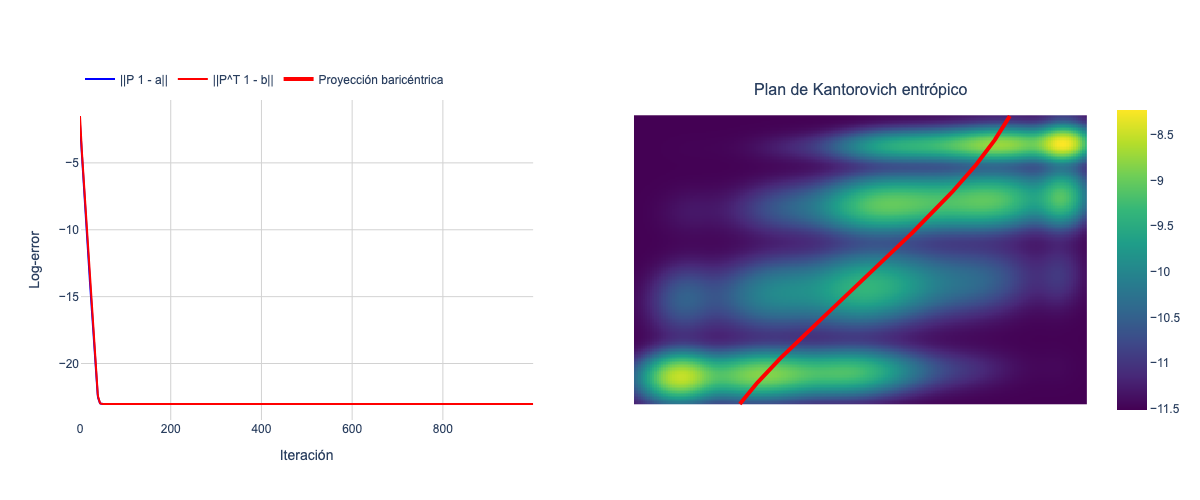 ||P 1 - a|| ||P^T 1 - b|| Proyección baricéntrica
−5
−10
−15
−20
0 200 400 600 800
Iteración
Log-error
Plan de Kantorovich entrópico
−8.5
−9
−9.5
−10
−10.5
−11
−11.5